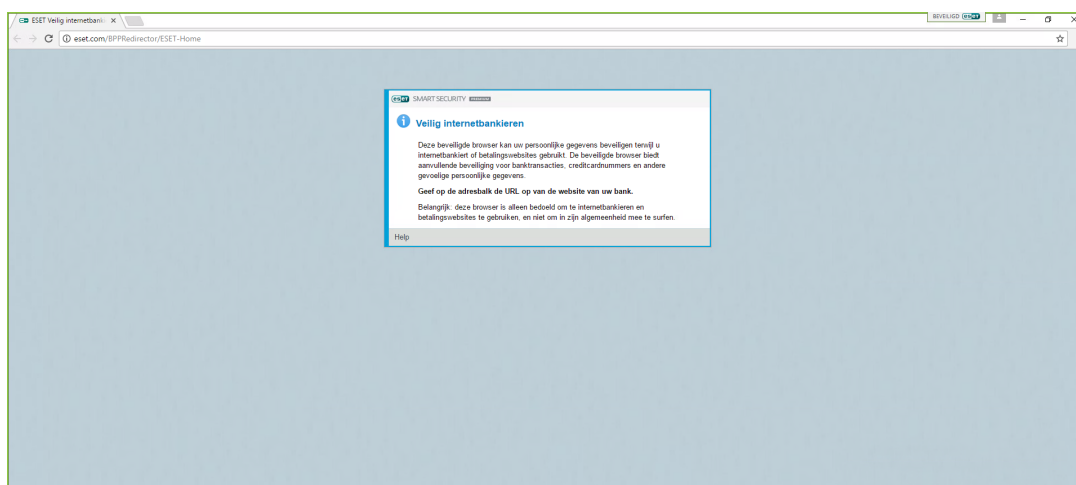 ESET Veilig internetbanki
BEVEILIGD eset
eset.com/BPPRedirector/ESET-Home
eset SMART SECURITY
Veilig internetbankieren
Deze beveiligde browser kan uw persoonlijke gegevens beveiligen terwijl u
internetbankiert of betalingswebsites gebruikt. De beveiligde browser biedt
aanvullende beveiliging voor banktransacties, creditcardnummers en andere
gevoelige persoonlijke gegevens.
Geef op de adresbalk de URL op van de website van uw bank.
Belangrijk: deze browser is alleen bedoeld om te internetbankieren en
betalingswebsites te gebruiken, en niet om in zijn algemeenheid mee te surfen.
Help